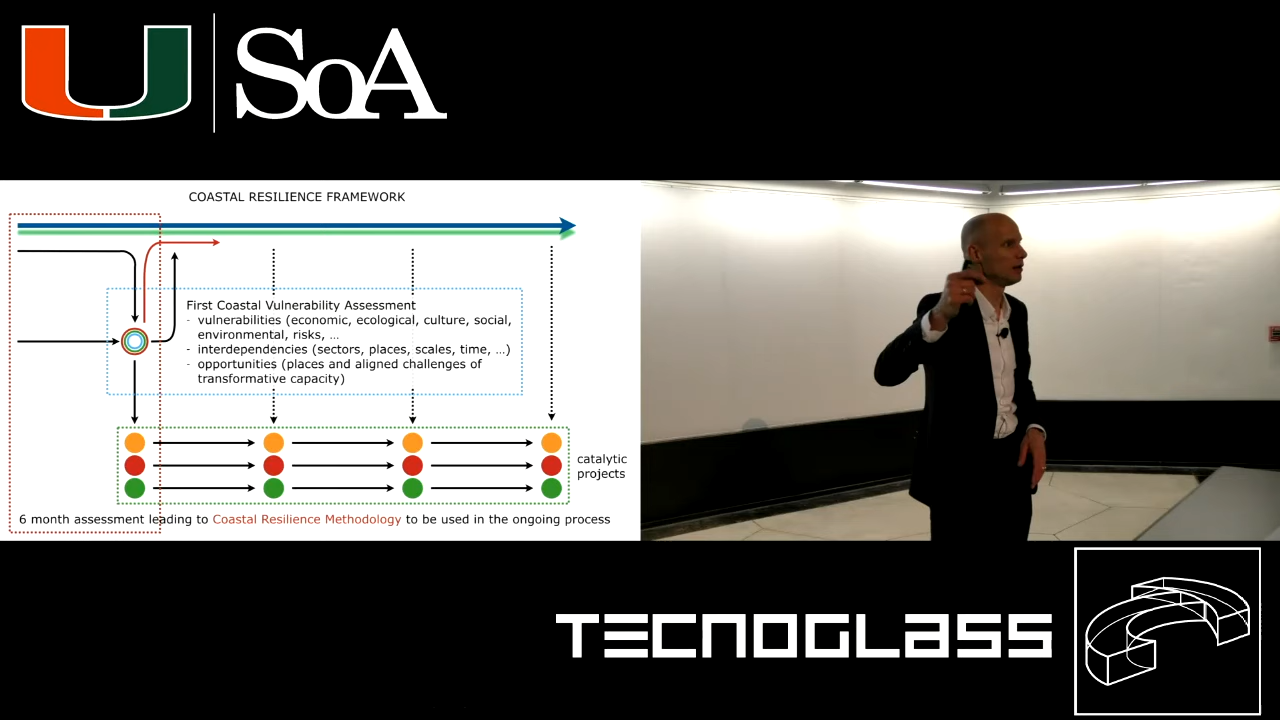 U SoA
COASTAL RESILIENCE FRAMEWORK
First Coastal Vulnerability Assessment
- vulnerabilities (economic, ecological, culture, social,
environmental, risks, ...
- interdependencies (sectors, places, scales, time, ...)
- opportunities (places and aligned challenges of
transformative capacity)
catalytic
projects
6 month assessment leading to Coastal Resilience Methodology to be used in the ongoing process
TECNOGLASS